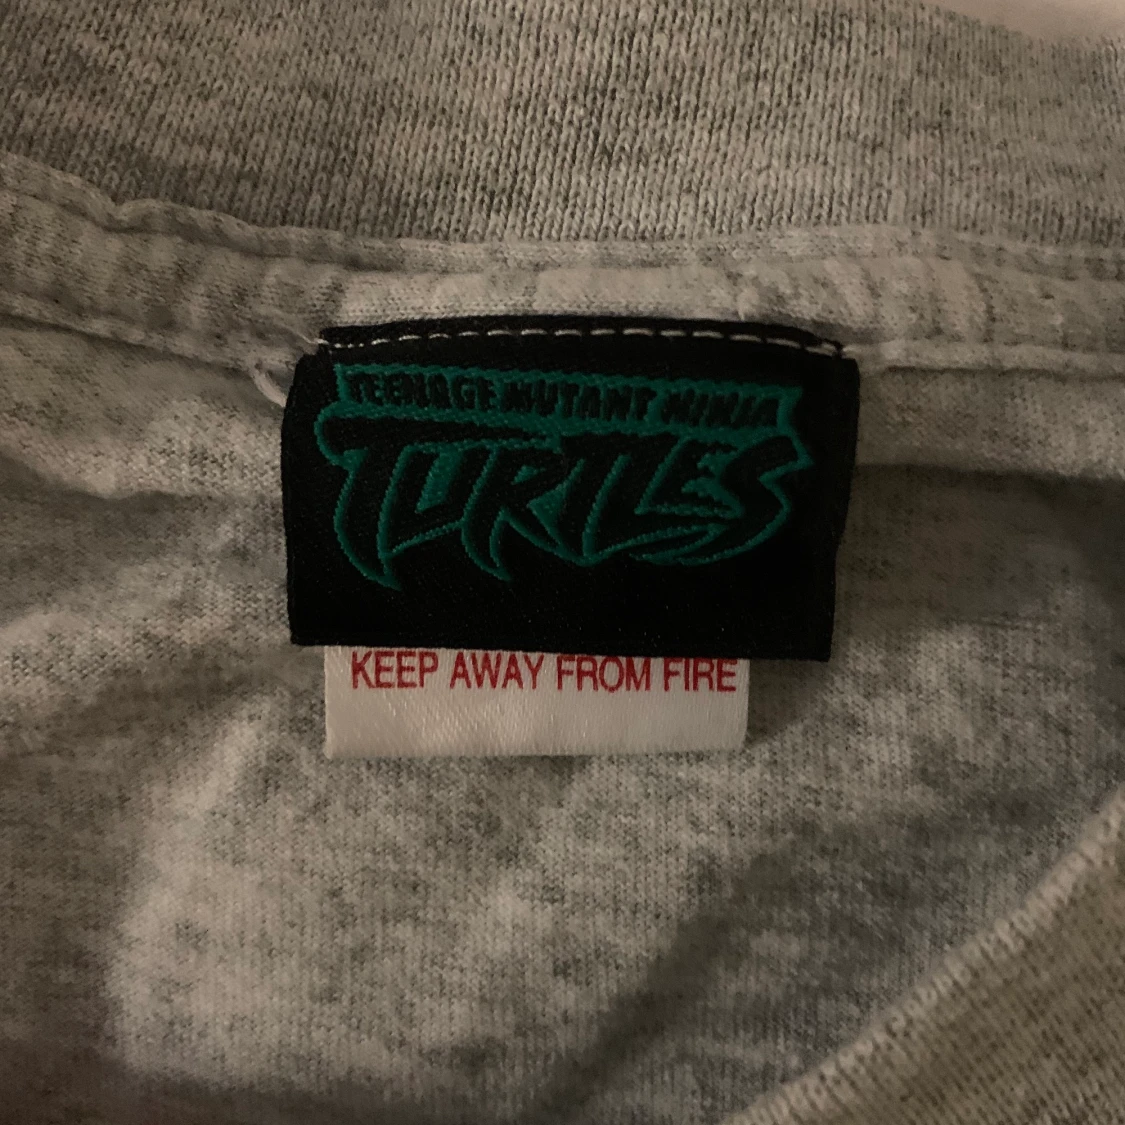 TEENAGE MUTANT NINJA
TURTLES
KEEP AWAY FROM FIRE